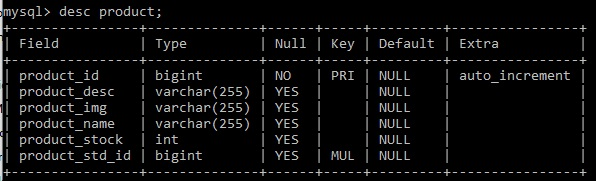 mysql> desc product;
+----------------+--------------+------+-----+---------+----------------+
| Field          | Type         | Null | Key | Default | Extra          |
+----------------+--------------+------+-----+---------+----------------+
| product_id     | bigint       | NO   | PRI | NULL    | auto_increment |
| product_desc   | varchar(255) | YES  |     | NULL    |                |
| product_img    | varchar(255) | YES  |     | NULL    |                |
| product_name   | varchar(255) | YES  |     | NULL    |                |
| product_stock  | int          | YES  |     | NULL    |                |
| product_std_id | bigint       | YES  | MUL | NULL    |                |
+----------------+--------------+------+-----+---------+----------------+